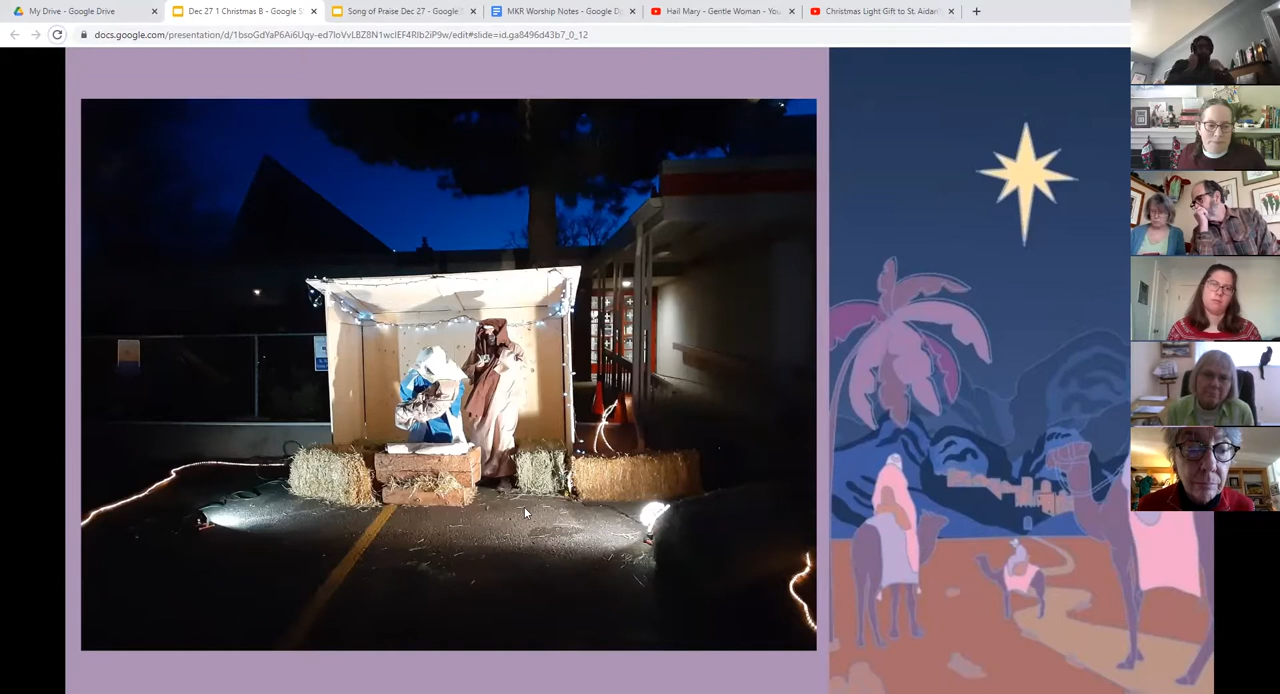 My Drive - Google Drive
Dec 27 1 Christmas B - Google S
Song of Praise Dec 27 - Google S
MKR Worship Notes - Google D
Hail Mary - Gentle Woman - You
Christmas Light Gift to St. Aidan
docs.google.com/presentation/d/1bsoGdYaP6Ai6Uqy-ed7IoVvLBZ8N1wcIEF4RIb2iP9w/edit#slide=id.ga8496d43b7_0_12